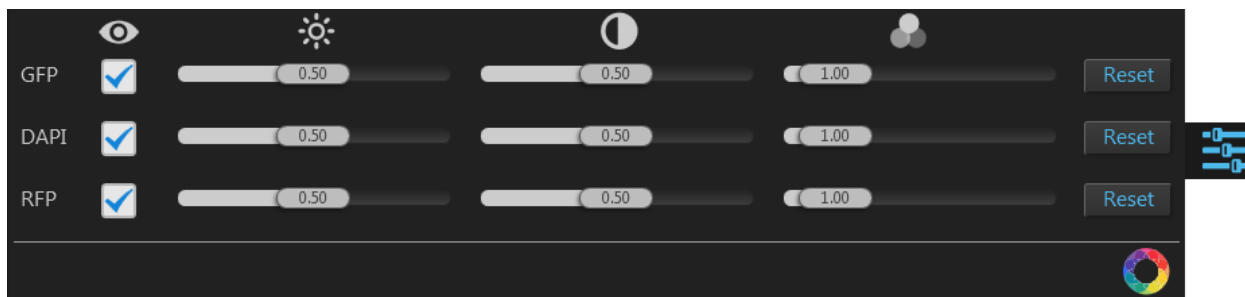 GFP 0.50 0.50 1.00 Reset
DAPI 0.50 0.50 1.00 Reset
RFP 0.50 0.50 1.00 Reset